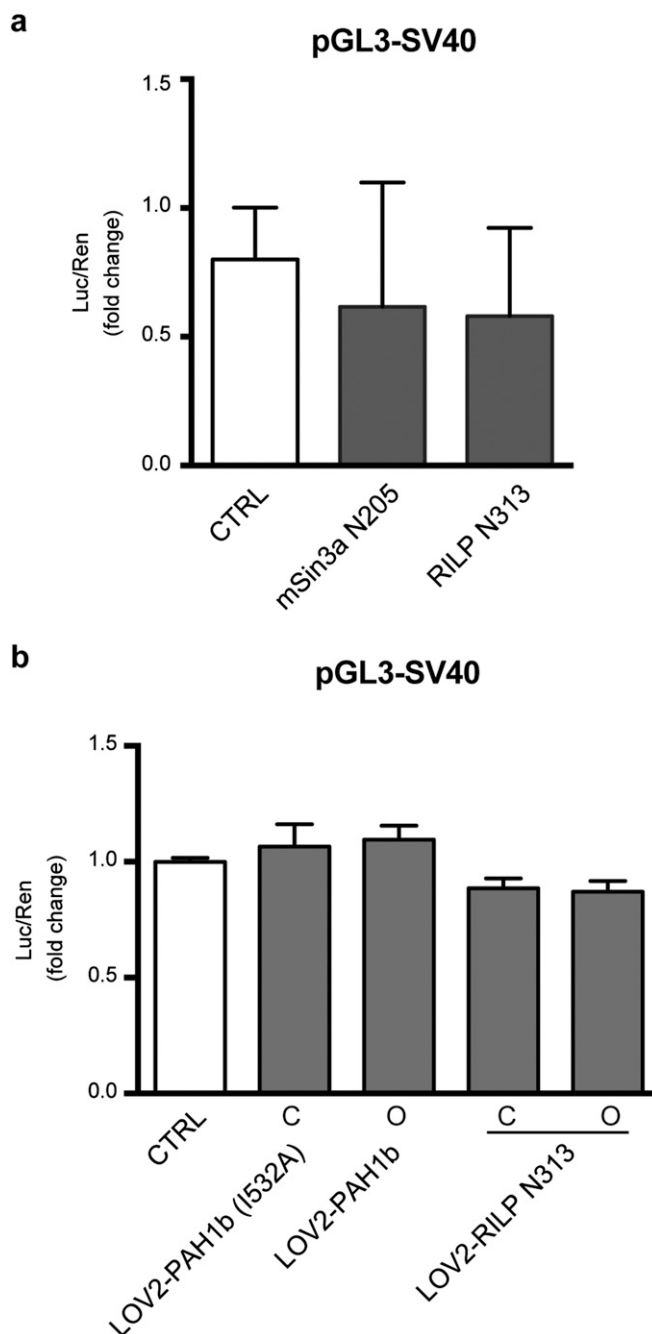 a
pGL3-SV40
Luc/Ren
(fold change)
1.5
1.0
0.5
0.0
CTRL
mSin3a N205
RILP N313
b
pGL3-SV40
Luc/Ren
(fold change)
1.5
1.0
0.5
0.0
C O C O
CTRL
LOV2-PAH1b (I532A)
LOV2-PAH1b
LOV2-RILP N313